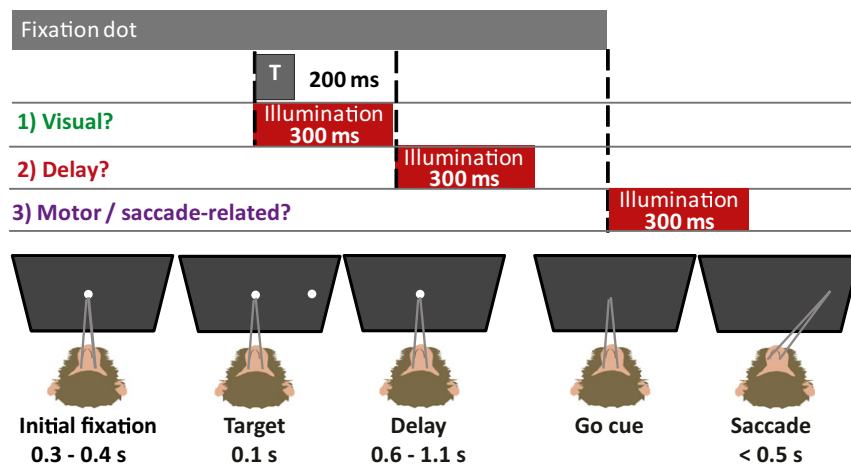 Fixation dot
T
200 ms
1) Visual?
Illumination
300 ms
2) Delay?
Illumination
300 ms
3) Motor / saccade-related?
Illumination
300 ms
Initial fixation
0.3 - 0.4 s
Target
0.1 s
Delay
0.6 - 1.1 s
Go cue
Saccade
< 0.5 s